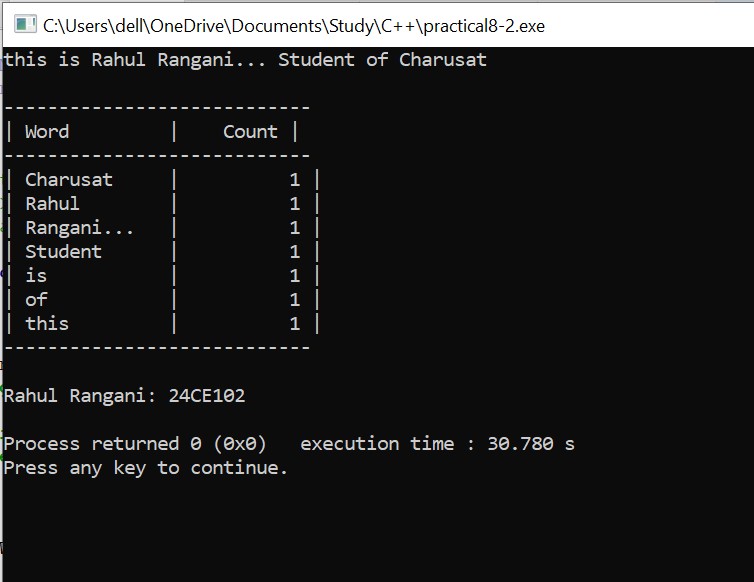 C:\Users\dell\OneDrive\Documents\Study\C++\practical8-2.exe
this is Rahul Rangani... Student of Charusat
----------------------------
| Word         |    Count |
----------------------------
| Charusat     |          1 |
| Rahul        |          1 |
| Rangani...   |          1 |
| Student      |          1 |
| is           |          1 |
| of           |          1 |
| this         |          1 |
----------------------------
Rahul Rangani: 24CE102
Process returned 0 (0x0)   execution time : 30.780 s
Press any key to continue.